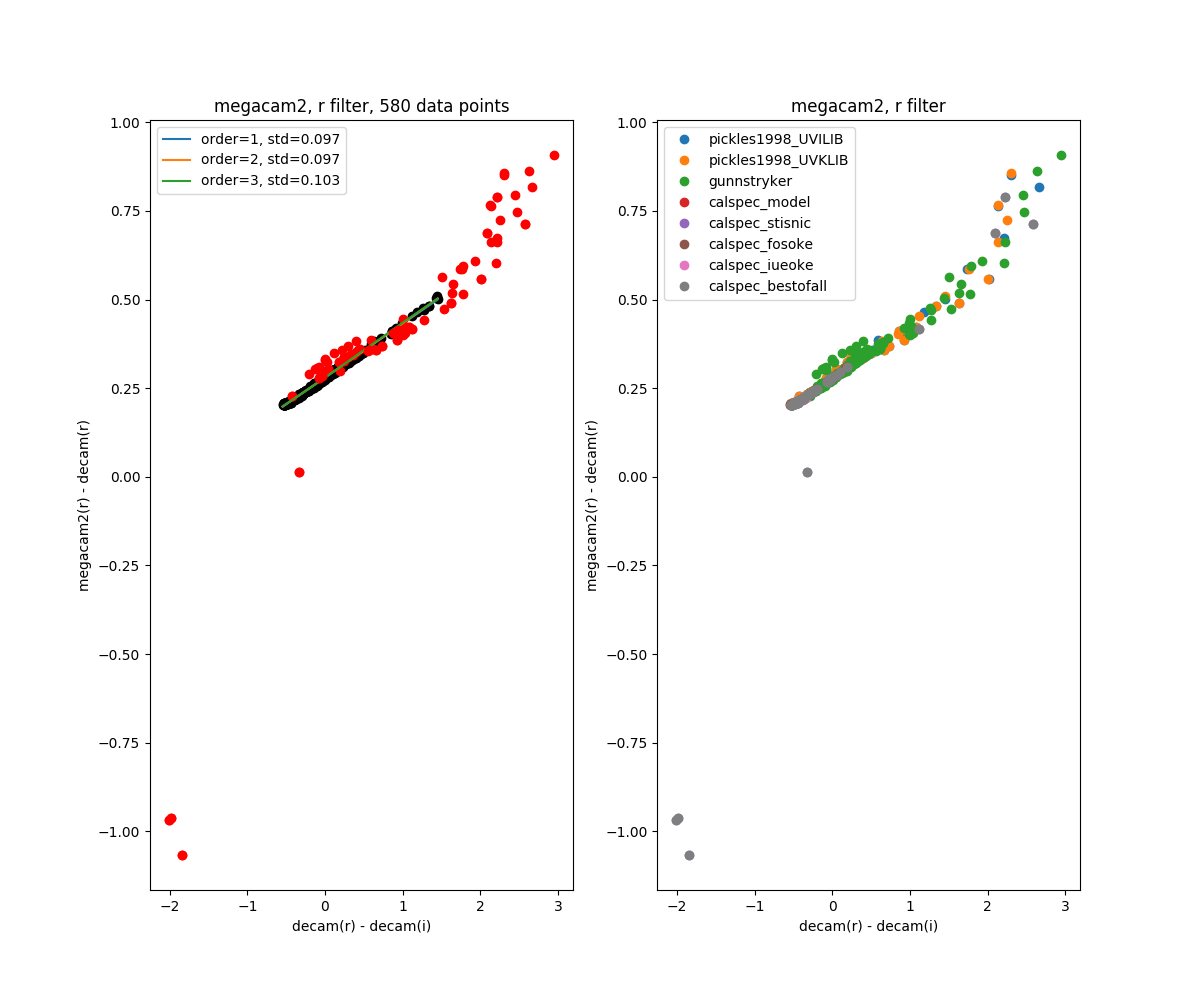 megacam2, r filter, 580 data points
order=1, std=0.097
order=2, std=0.097
order=3, std=0.103
1.00
0.75
0.50
0.25
0.00
−0.25
−0.50
−0.75
−1.00
megacam2(r) - decam(r)
−2
−1
0
1
2
3
decam(r) - decam(i)
megacam2, r filter
pickles1998_UVILIB
pickles1998_UVKLIB
gunnstryker
calspec_model
calspec_stisnic
calspec_fosoke
calspec_iueoke
calspec_bestofall
1.00
0.75
0.50
0.25
0.00
−0.25
−0.50
−0.75
−1.00
megacam2(r) - decam(r)
−2
−1
0
1
2
3
decam(r) - decam(i)